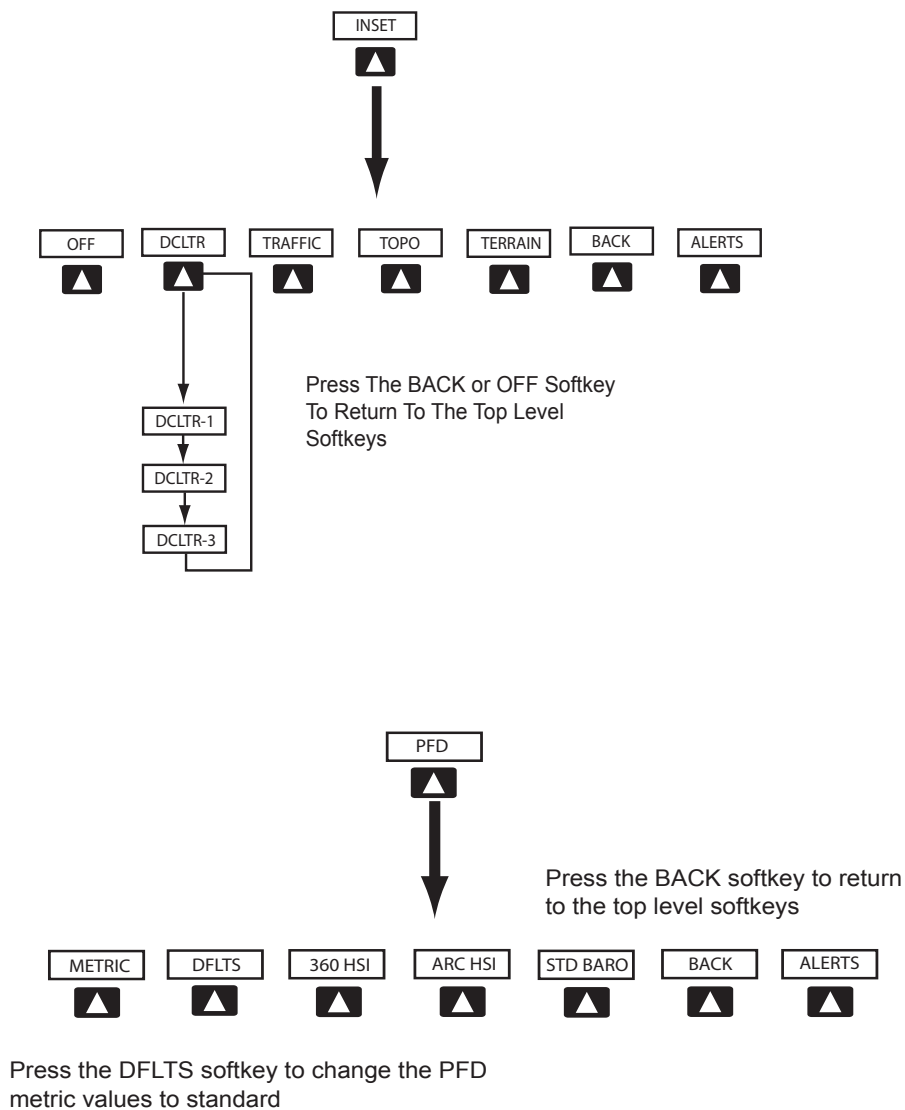 INSET
OFF
DCLTR
TRAFFIC
TOPO
TERRAIN
BACK
ALERTS
DCLTR-1
DCLTR-2
DCLTR-3
Press The BACK or OFF Softkey
To Return To The Top Level
Softkeys
PFD
Press the BACK softkey to return
to the top level softkeys
METRIC
DFLTS
360 HSI
ARC HSI
STD BARO
BACK
ALERTS
Press the DFLTS softkey to change the PFD
metric values to standard